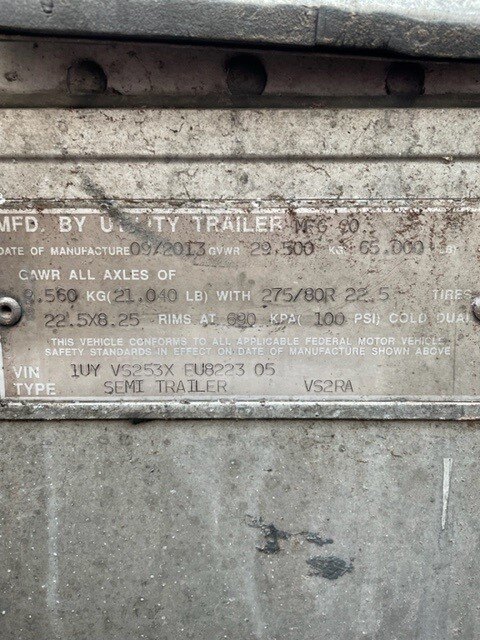 MFD. BY UTILITY TRAILER MFG CO
DATE OF MANUFACTURE 09/2013 GVWR 29,500 KG( 65,000 LB)
GAWR ALL AXLES OF
9,560 KG(21,040 LB) WITH 275/80R 22.5 TIRES
22.5X8.25 RIMS AT 690 KPA( 100 PSI) COLD DUAL
THIS VEHICLE CONFORMS TO ALL APPLICABLE FEDERAL MOTOR VEHICLE
SAFETY STANDARDS IN EFFECT ON DATE OF MANUFACTURE SHOWN ABOVE
VIN 1UY VS253X EU8223 05
TYPE SEMI TRAILER VS2RA